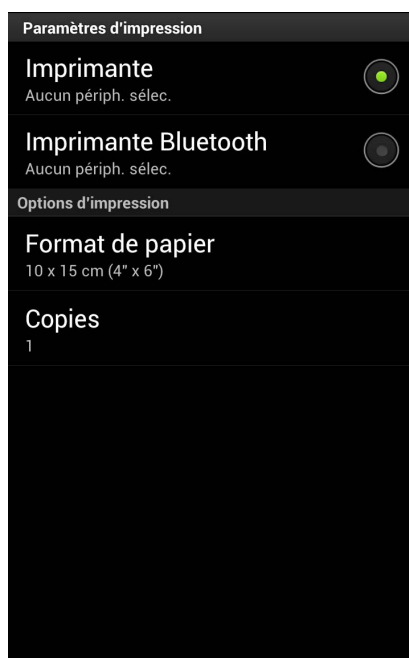 Paramètres d'impression
Imprimante
Aucun périph. sélec.
Imprimante Bluetooth
Aucun périph. sélec.
Options d'impression
Format de papier
10 x 15 cm (4" x 6")
Copies
1